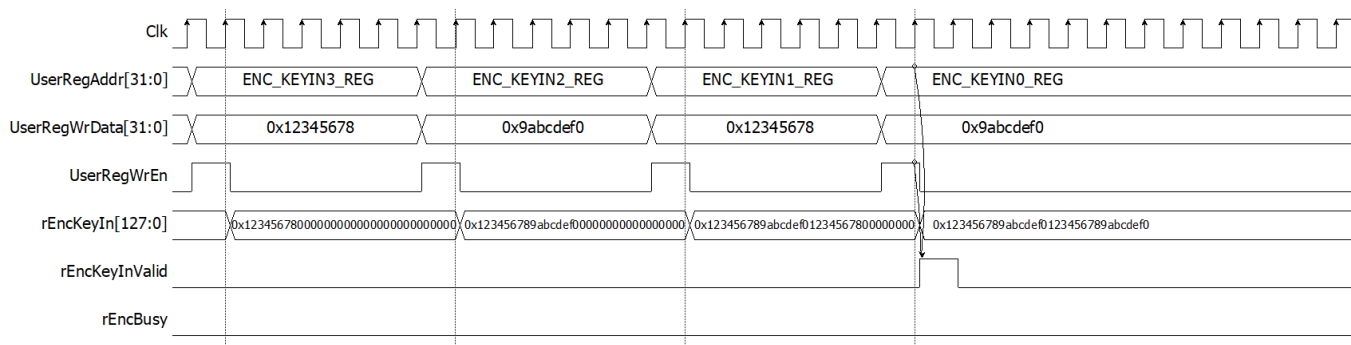 Clk
UserRegAddr[31:0] ENC_KEYIN3_REG ENC_KEYIN2_REG ENC_KEYIN1_REG ENC_KEYIN0_REG
UserRegWrData[31:0] 0x12345678 0x9abcdef0 0x12345678 0x9abcdef0
UserRegWrEn
rEncKeyIn[127:0] 0x12345678000000000000000000000000 0x123456789abcdef00000000000000000 0x123456789abcdef01234567800000000 0x123456789abcdef0123456789abcdef0
rEncKeyInValid
rEncBusy